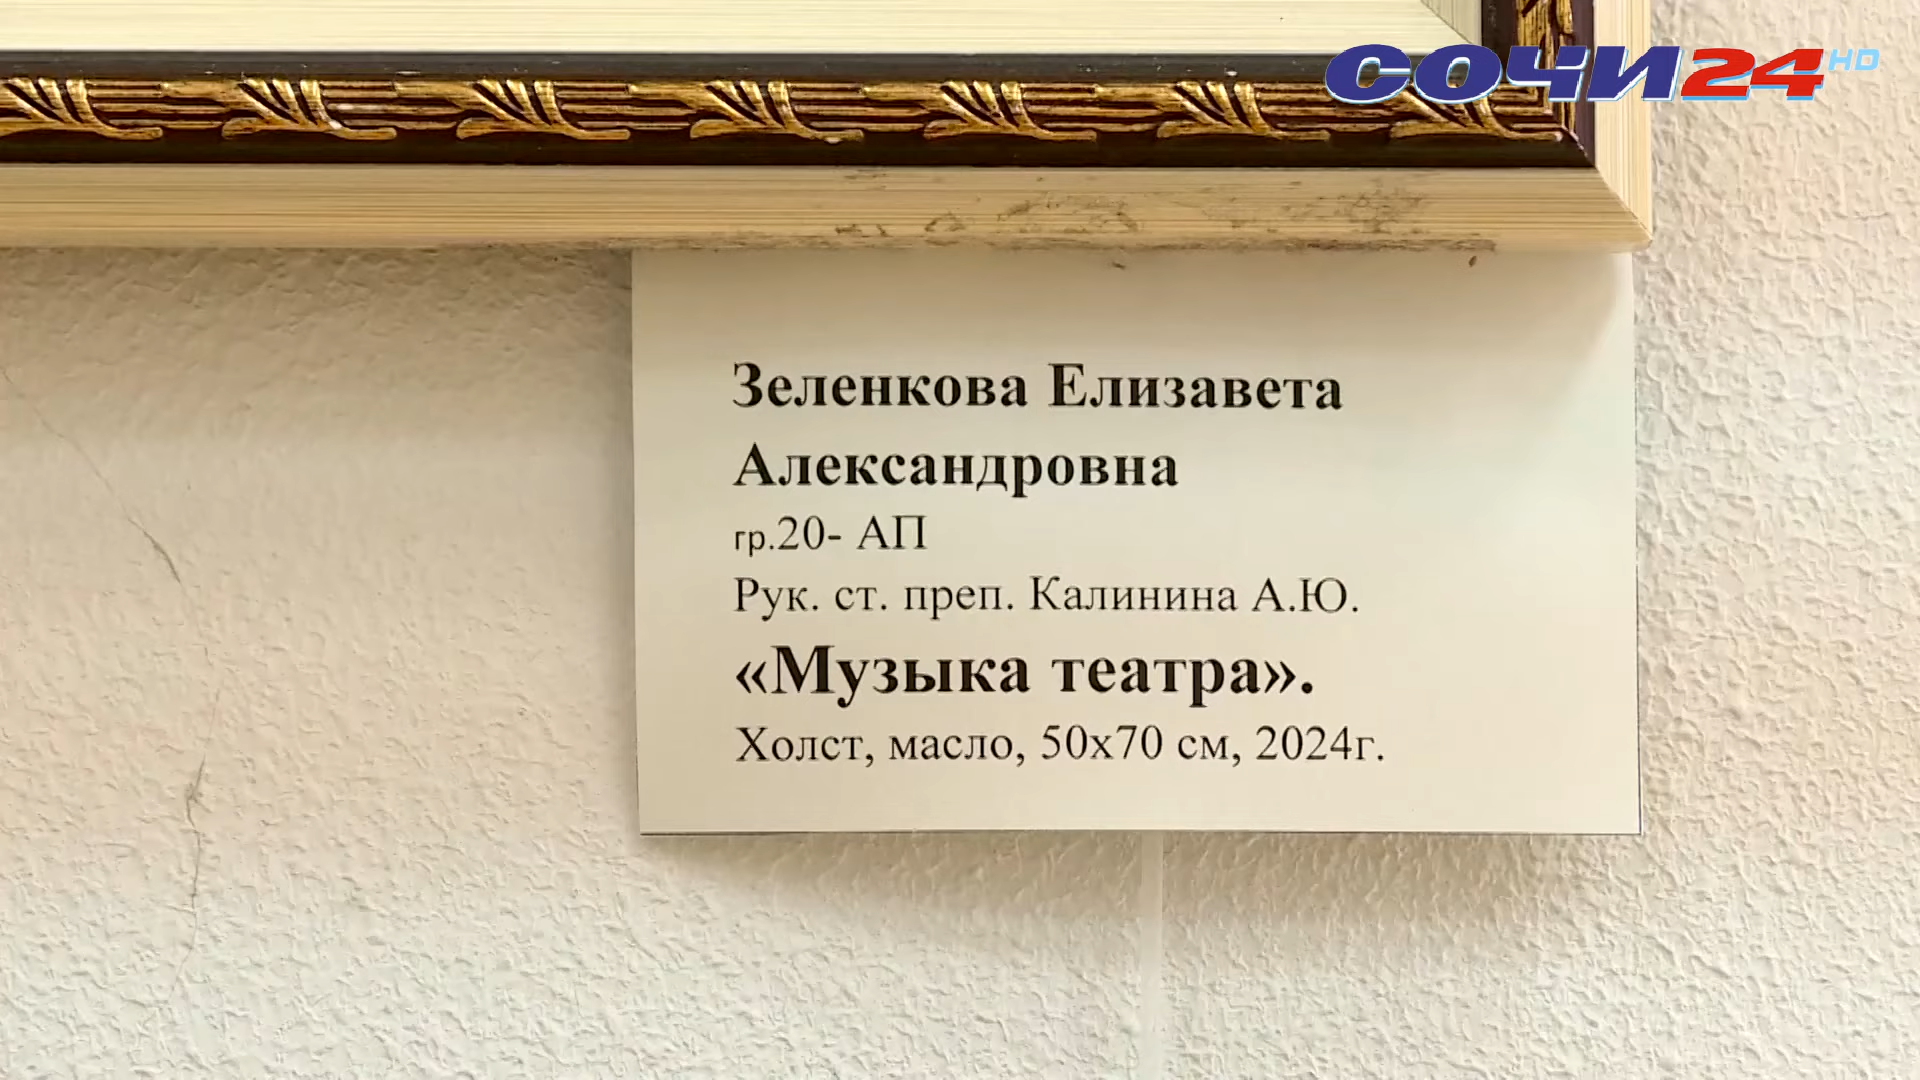 СОЧИ24 HD
Зеленкова Елизавета
Александровна
гр.20- АП
Рук. ст. преп. Калинина А.Ю.
«Музыка театра».
Холст, масло, 50х70 см, 2024г.